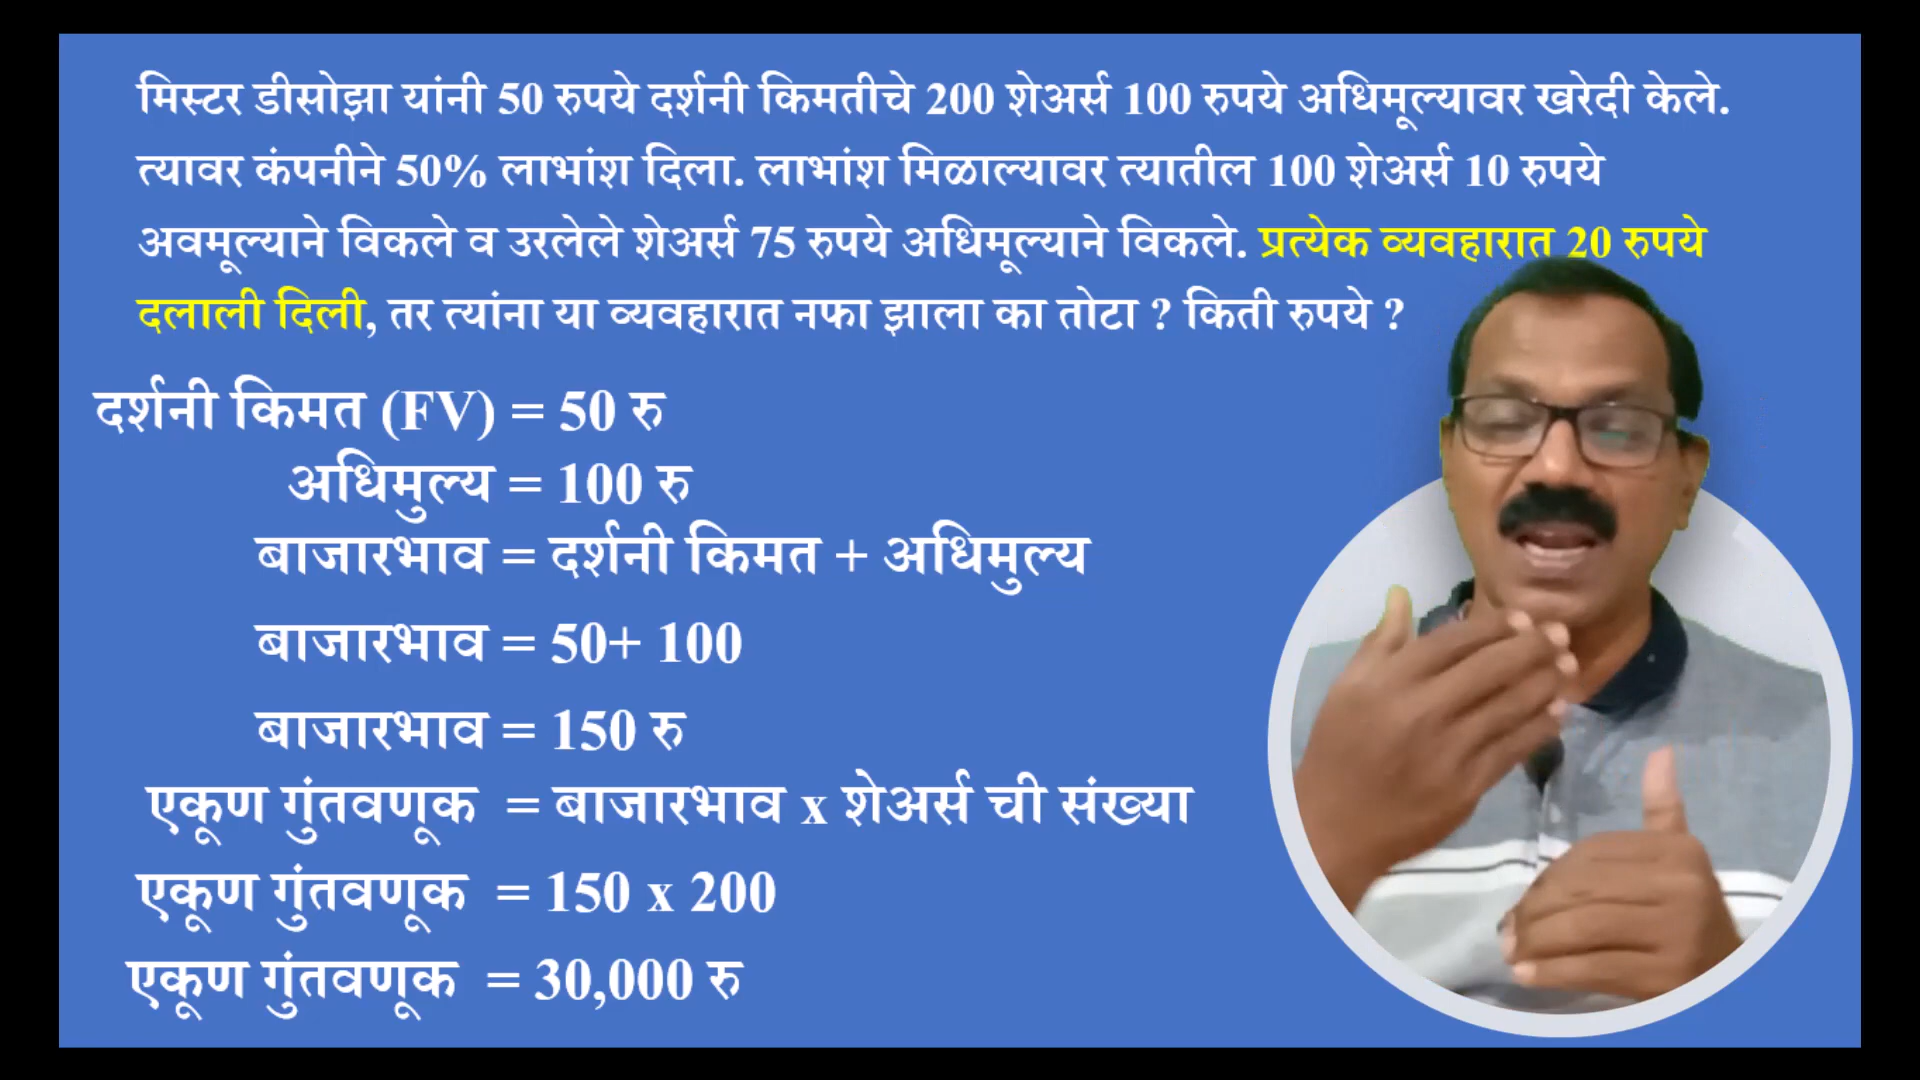 मिस्टर डीसोझा यांनी 50 रुपये दर्शनी किमतीचे 200 शेअर्स 100 रुपये अधिमूल्यावर खरेदी केले.
त्यावर कंपनीने 50% लाभांश दिला. लाभांश मिळाल्यावर त्यातील 100 शेअर्स 10 रुपये
अवमूल्याने विकले व उरलेले शेअर्स 75 रुपये अधिमूल्याने विकले. प्रत्येक व्यवहारात 20 रुपये
दलाली दिली, तर त्यांना या व्यवहारात नफा झाला का तोटा ? किती रुपये ?
दर्शनी किमत (FV) = 50 रु
अधिमुल्य = 100 रु
बाजारभाव = दर्शनी किमत + अधिमुल्य
बाजारभाव = 50+ 100
बाजारभाव = 150 रु
एकूण गुंतवणूक = बाजारभाव x शेअर्स ची संख्या
एकूण गुंतवणूक = 150 x 200
एकूण गुंतवणूक = 30,000 रु